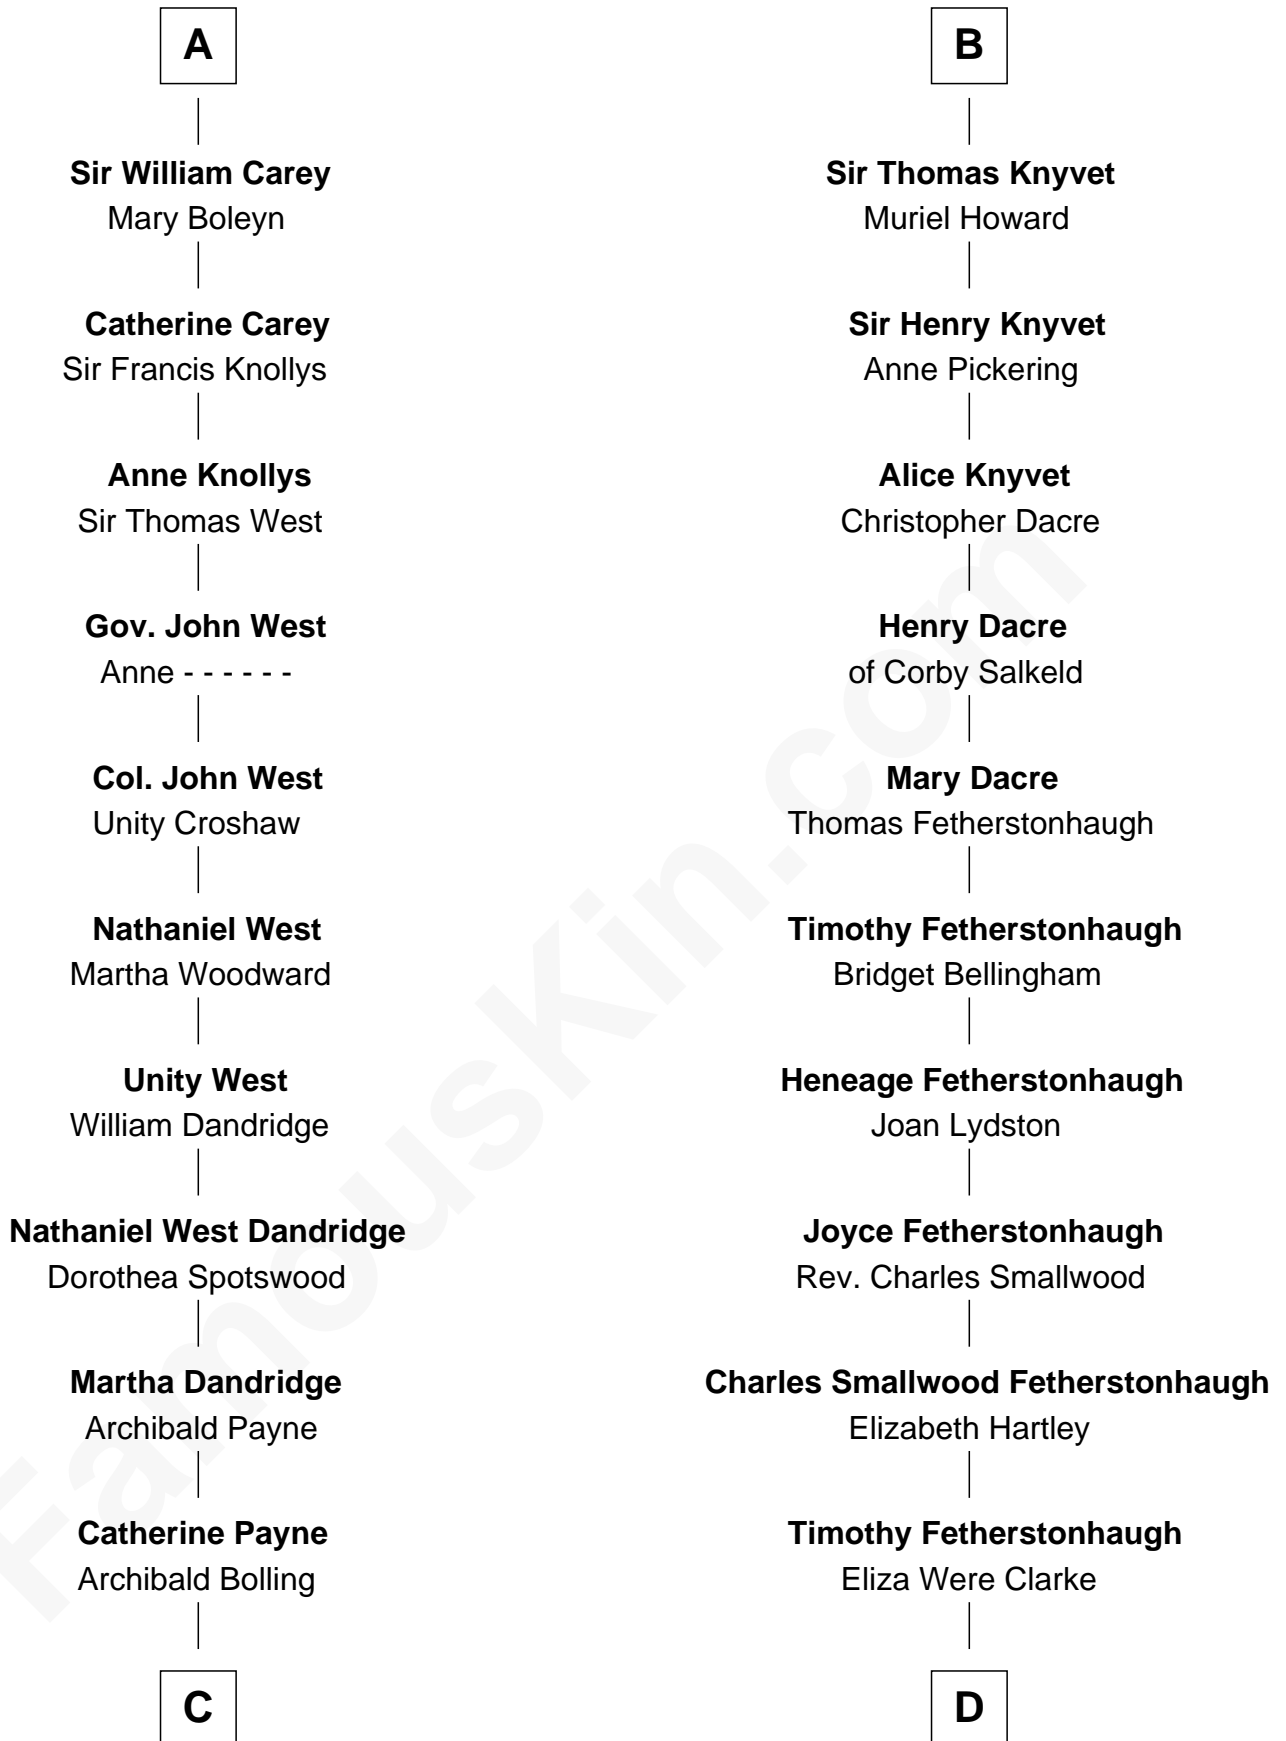 A
Sir William Carey
Mary Boleyn
Catherine Carey
Sir Francis Knollys
Anne Knollys
Sir Thomas West
Gov. John West
Anne - - - - - -
Col. John West
Unity Croshaw
Nathaniel West
Martha Woodward
Unity West
William Dandridge
Nathaniel West Dandridge
Dorothea Spotswood
Martha Dandridge
Archibald Payne
Catherine Payne
Archibald Bolling
C
B
Sir Thomas Knyvet
Muriel Howard
Sir Henry Knyvet
Anne Pickering
Alice Knyvet
Christopher Dacre
Henry Dacre
of Corby Salkeld
Mary Dacre
Thomas Fetherstonhaugh
Timothy Fetherstonhaugh
Bridget Bellingham
Heneage Fetherstonhaugh
Joan Lydston
Joyce Fetherstonhaugh
Rev. Charles Smallwood
Charles Smallwood Fetherstonhaugh
Elizabeth Hartley
Timothy Fetherstonhaugh
Eliza Were Clarke
D
FamousKin.com